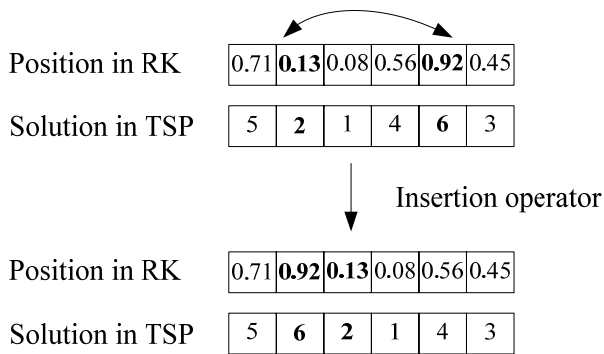 Position in RK 0.71 0.13 0.08 0.56 0.92 0.45
Solution in TSP 5 2 1 4 6 3
Insertion operator
Position in RK 0.71 0.92 0.13 0.08 0.56 0.45
Solution in TSP 5 6 2 1 4 3